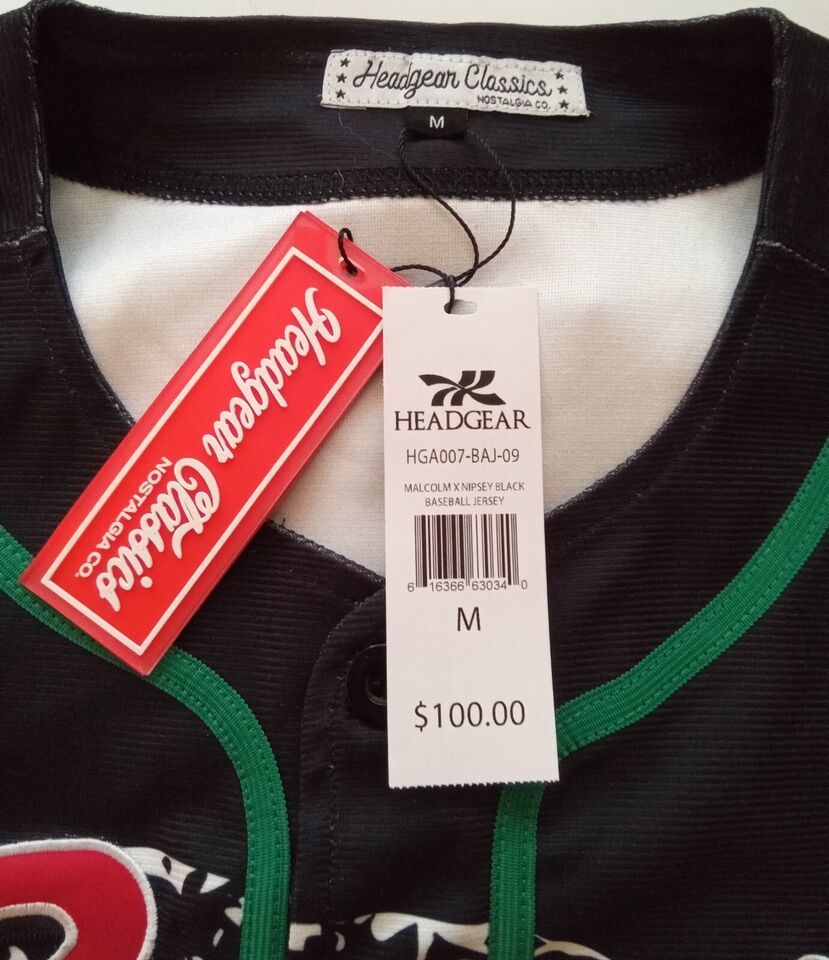 Headgear Classics
NOSTALGIA CO.
M
Headgear Classics
NOSTALGIA CO.
HEADGEAR
HGA007-BAJ-09
MALCOLM X NIPSEY BLACK
BASEBALL JERSEY
6 16366 63034 0
M
$100.00